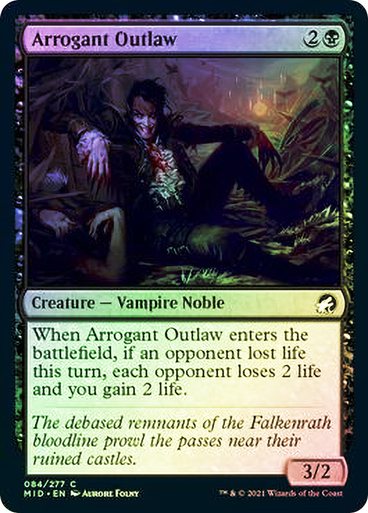 Arrogant Outlaw 2
Creature — Vampire Noble
When Arrogant Outlaw enters the
battlefield, if an opponent lost life
this turn, each opponent loses 2 life
and you gain 2 life.
The debased remnants of the Falkenrath
bloodline prowl the passes near their
ruined castles.
3/2
084/277 C
MID • EN Aurore Folny
™ & © 2021 Wizards of the Coast